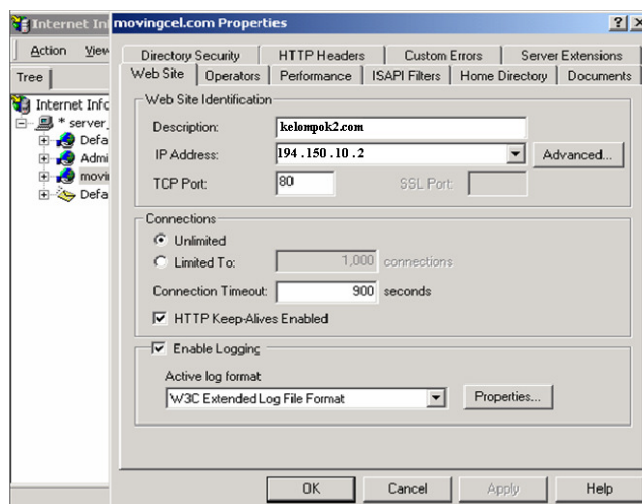 Internet In
movingcel.com Properties
Action View
Tree
Internet Info
* server_
Defa
Admi
movin
Defa
Directory Security HTTP Headers Custom Errors Server Extensions
Web Site Operators Performance ISAPI Filters Home Directory Documents
Web Site Identification
Description: kelompok2.com
IP Address: 194 . 150 . 10 . 2 Advanced...
TCP Port: 80 SSL Port:
Connections
Unlimited
Limited To: 1,000 connections
Connection Timeout: 900 seconds
HTTP Keep-Alives Enabled
Enable Logging
Active log format
W3C Extended Log File Format Properties...
OK Cancel Apply Help